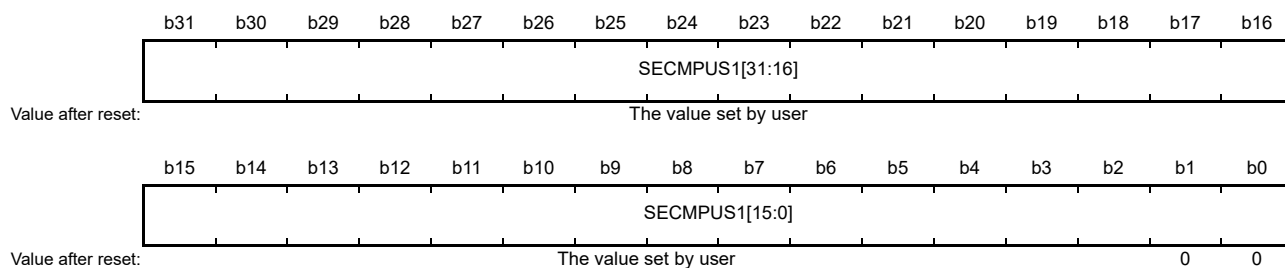 b31 b30 b29 b28 b27 b26 b25 b24 b23 b22 b21 b20 b19 b18 b17 b16
SECMPUS1[31:16]
Value after reset: The value set by user
b15 b14 b13 b12 b11 b10 b9 b8 b7 b6 b5 b4 b3 b2 b1 b0
SECMPUS1[15:0]
Value after reset: The value set by user 0 0